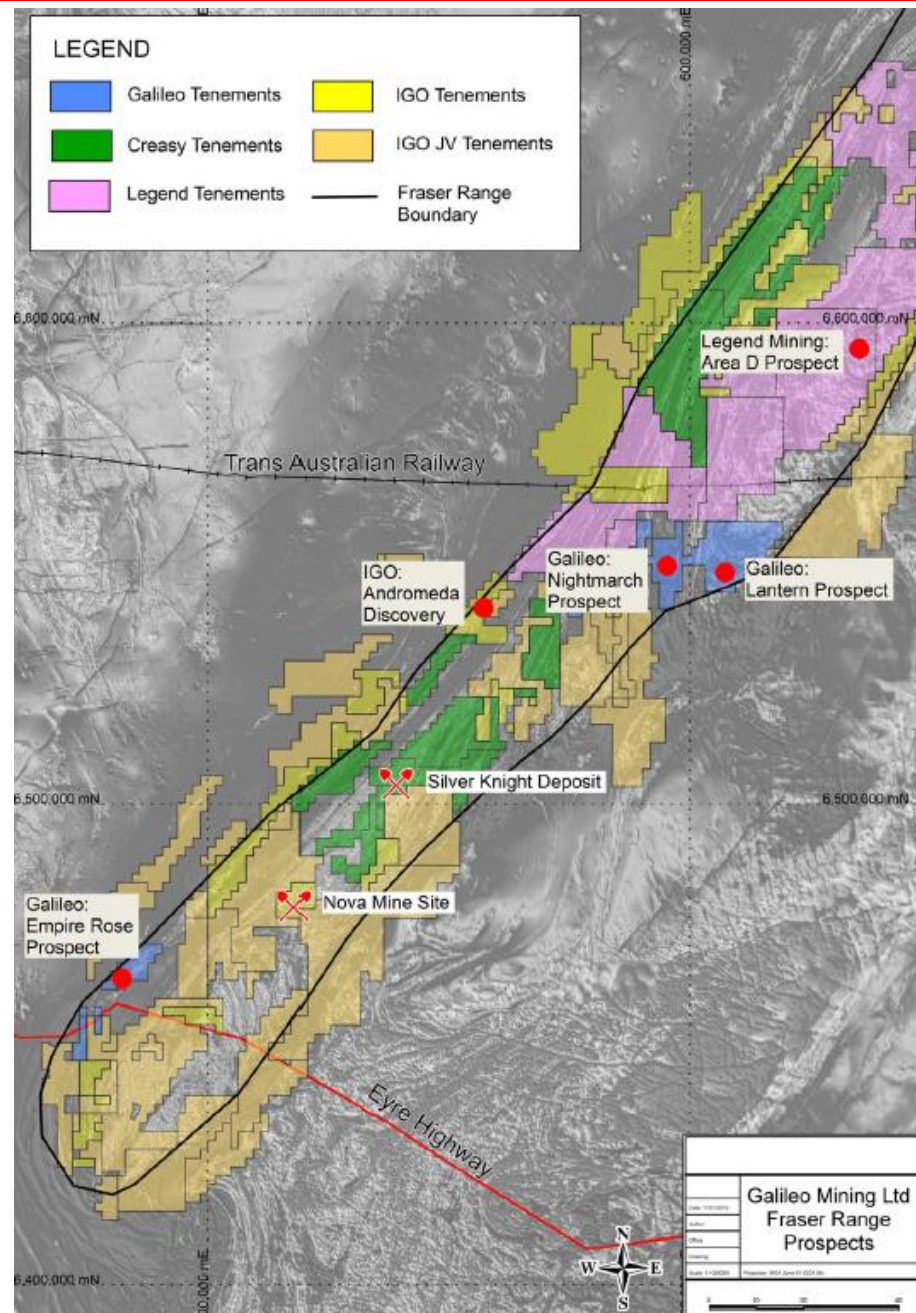 LEGEND
Galileo Tenements
IGO Tenements
Creasy Tenements
IGO JV Tenements
Legend Tenements
Fraser Range
Boundary
6,600,000 mN
6,600,000 mN
Legend Mining:
Area D Prospect
Trans Australian Railway
IGO:
Andromeda
Discovery
Galileo:
Nightmarch
Prospect
Galileo:
Lantern Prospect
Silver Knight Deposit
6,500,000 mN
6,500,000 mN
Nova Mine Site
Galileo:
Empire Rose
Prospect
Eyre Highway
6,400,000 mN
N
W E
S
Galileo Mining Ltd
Fraser Range
Prospects